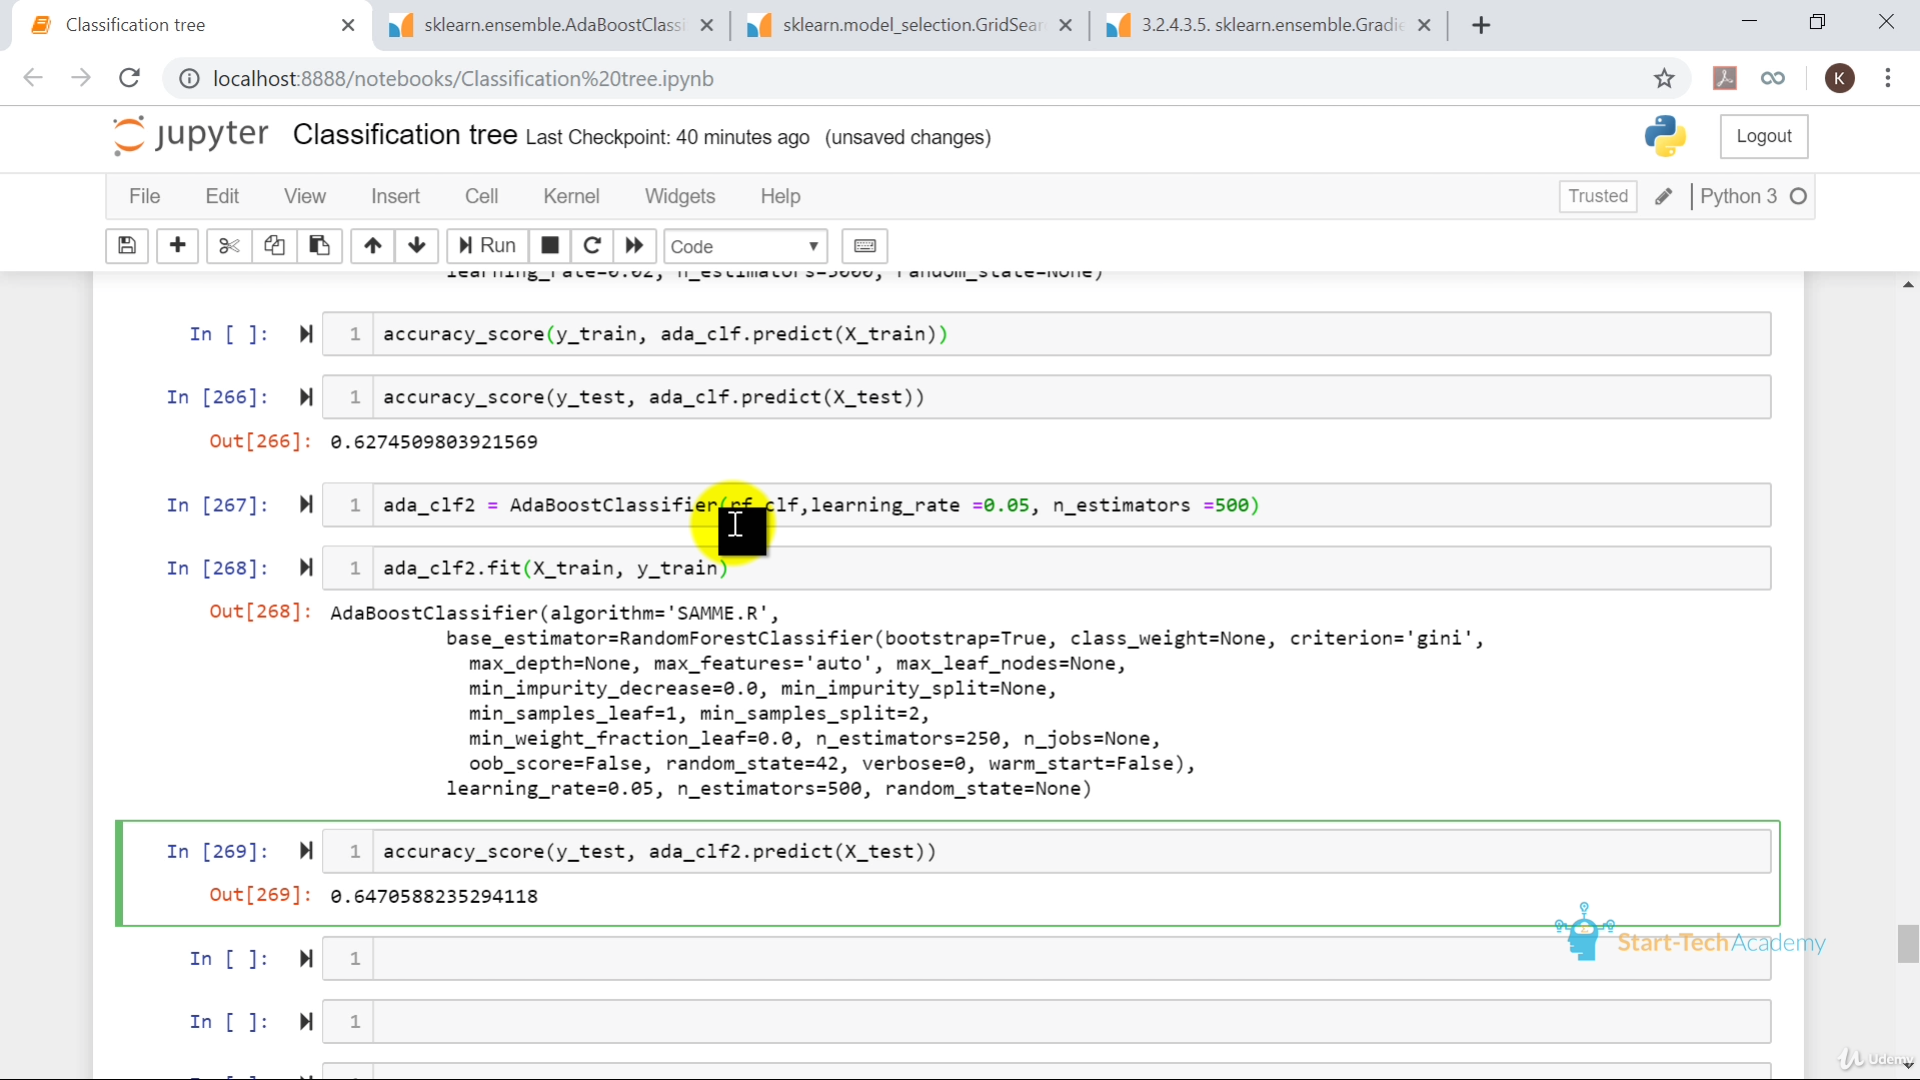 Classification tree
sklearn.ensemble.AdaBoostClassi
sklearn.model_selection.GridSear
3.2.4.3.5. sklearn.ensemble.Gradie
localhost:8888/notebooks/Classification%20tree.ipynb
K
jupyter Classification tree Last Checkpoint: 40 minutes ago (unsaved changes)
Logout
File Edit View Insert Cell Kernel Widgets Help
Trusted Python 3
Run Code
learning_rate=0.02, n_estimators=5000, random_state=None)
In [ ]: 1 accuracy_score(y_train, ada_clf.predict(X_train))
In [266]: 1 accuracy_score(y_test, ada_clf.predict(X_test))
Out[266]: 0.6274509803921569
In [267]: 1 ada_clf2 = AdaBoostClassifier(rf_clf,learning_rate =0.05, n_estimators =500)
In [268]: 1 ada_clf2.fit(X_train, y_train)
Out[268]: AdaBoostClassifier(algorithm='SAMME.R',
base_estimator=RandomForestClassifier(bootstrap=True, class_weight=None, criterion='gini',
max_depth=None, max_features='auto', max_leaf_nodes=None,
min_impurity_decrease=0.0, min_impurity_split=None,
min_samples_leaf=1, min_samples_split=2,
min_weight_fraction_leaf=0.0, n_estimators=250, n_jobs=None,
oob_score=False, random_state=42, verbose=0, warm_start=False),
learning_rate=0.05, n_estimators=500, random_state=None)
In [269]: 1 accuracy_score(y_test, ada_clf2.predict(X_test))
Out[269]: 0.6470588235294118
Start-TechAcademy
In [ ]: 1
In [ ]: 1
Udemy